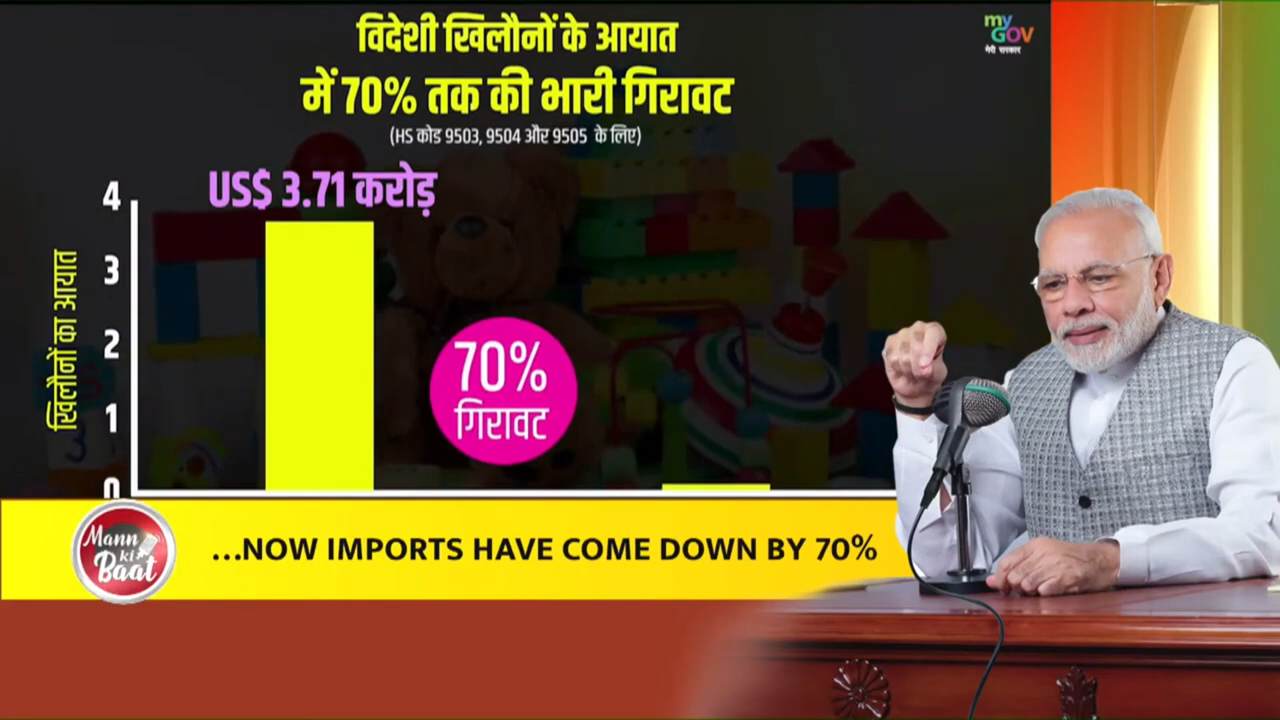 विदेशी खिलौनों के आयात
में 70% तक की भारी गिरावट
(HS कोड 9503, 9504 और 9505 के लिए)
my
GOV
मेरी सरकार
US$ 3.71 करोड़
4
3
2
1
0
खिलौनों का आयात
70%
गिरावट
Mann
ki
Baat
...NOW IMPORTS HAVE COME DOWN BY 70%